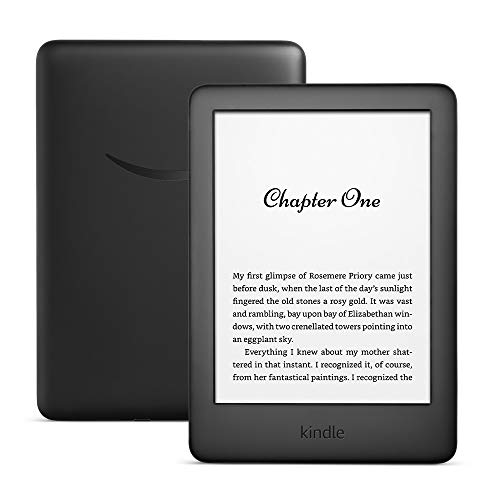 Chapter One
My first glimpse of Rosemere Priory came just
before dusk, when the last of the day's sunlight
fingered the old stones a rosy gold. It was vast
and rambling, bay upon bay of Elizabethan win-
dows, with two crenellated towers pointing into
an eggplant sky.
Everything I knew about my mother shat-
tered in that instant. I recognized it, of course,
from her fantastical paintings. I recognized the
kindle